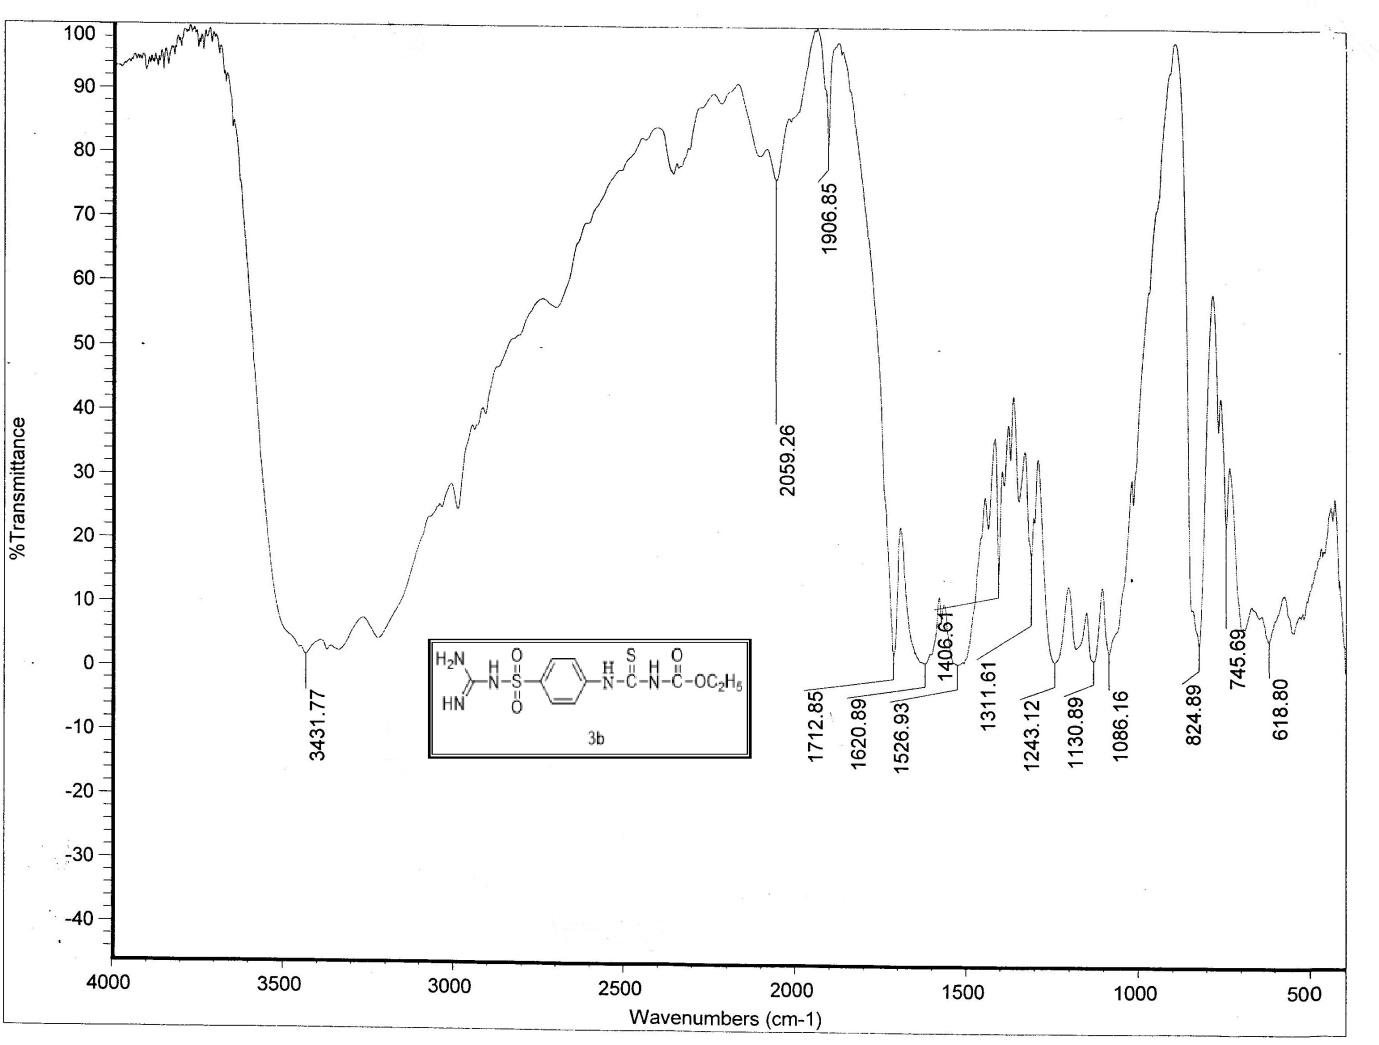 %Transmittance
100
90
80
70
60
50
40
30
20
10
0
-10
-20
-30
-40
3431.77
2059.26
1906.85
1712.85
1620.89
1526.93
1406.61
1311.61
1243.12
1130.89
1086.16
824.89
745.69
618.80
H₂N
HN
H
N
O
S
O
H
N
S
C
H
N
O
C
OC₂H₅
3b
4000 3500 3000 2500 2000 1500 1000 500
Wavenumbers (cm-1)